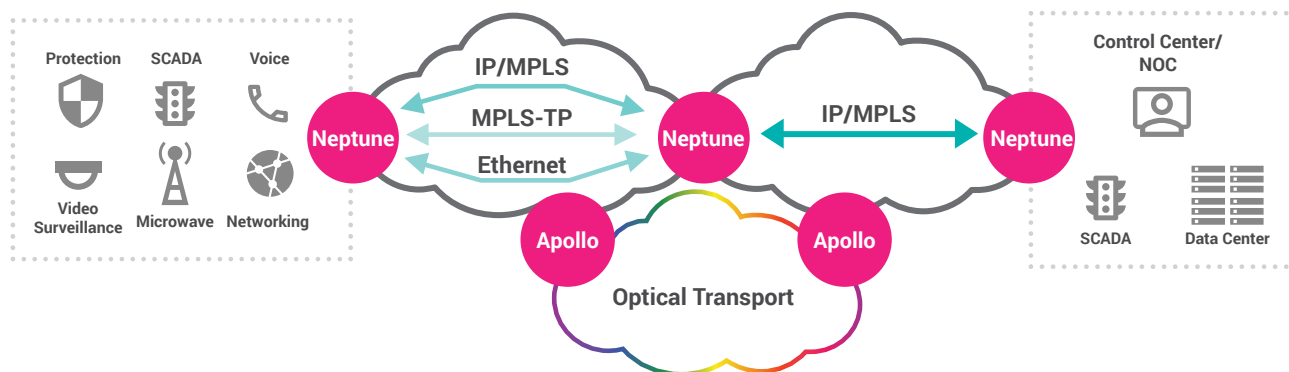 Protection
SCADA
Voice
Video
Surveillance
Microwave
Networking
Neptune
IP/MPLS
MPLS-TP
Ethernet
Neptune
IP/MPLS
Neptune
Apollo
Apollo
Optical Transport
Control Center/
NOC
SCADA
Data Center